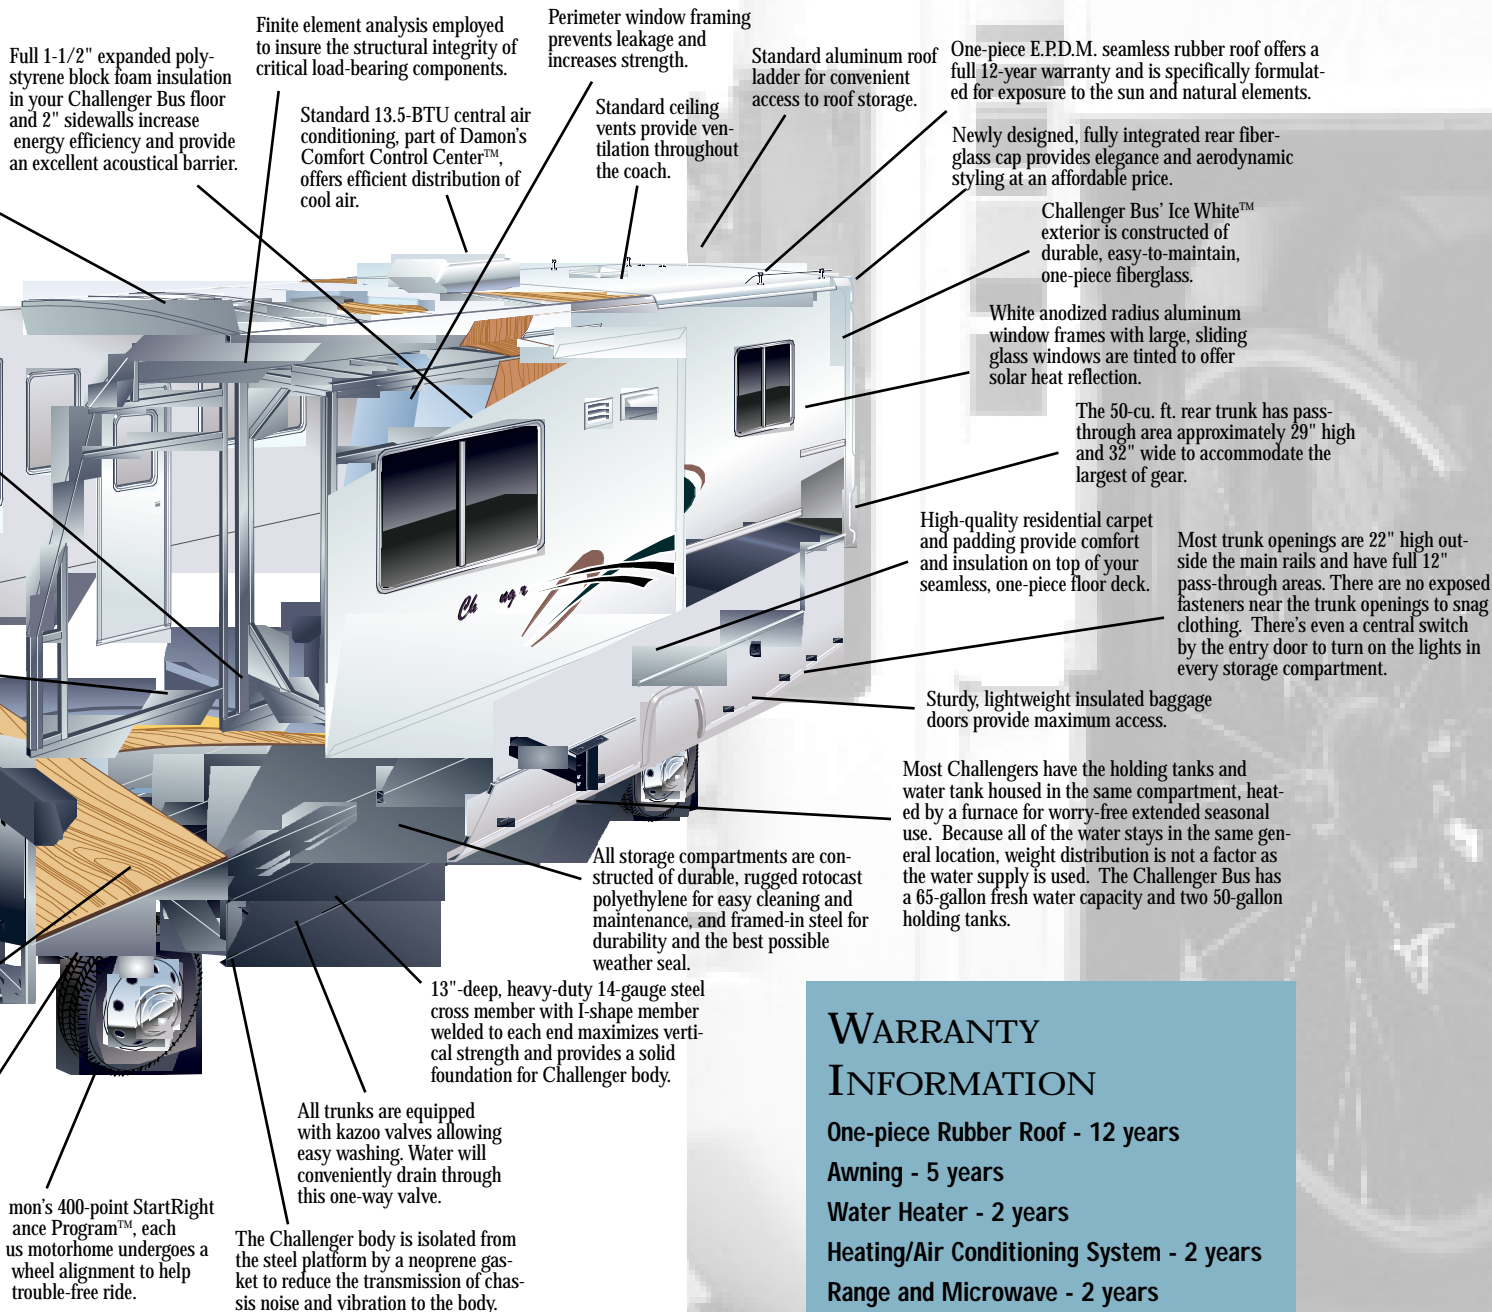 Full 1-1/2" expanded poly-
styrene block foam insulation
in your Challenger Bus floor
and 2" sidewalls increase
energy efficiency and provide
an excellent acoustical barrier.
Finite element analysis employed
to insure the structural integrity of
critical load-bearing components.
Standard 13.5-BTU central air
conditioning, part of Damon's
Comfort Control Center™,
offers efficient distribution of
cool air.
Perimeter window framing
prevents leakage and
increases strength.
Standard ceiling
vents provide ven-
tilation throughout
the coach.
Standard aluminum roof
ladder for convenient
access to roof storage.
One-piece E.P.D.M. seamless rubber roof offers a
full 12-year warranty and is specifically formulat-
ed for exposure to the sun and natural elements.
Newly designed, fully integrated rear fiber-
glass cap provides elegance and aerodynamic
styling at an affordable price.
Challenger Bus' Ice White™
exterior is constructed of
durable, easy-to-maintain,
one-piece fiberglass.
White anodized radius aluminum
window frames with large, sliding
glass windows are tinted to offer
solar heat reflection.
The 50-cu. ft. rear trunk has pass-
through area approximately 29" high
and 32" wide to accommodate the
largest of gear.
High-quality residential carpet
and padding provide comfort
and insulation on top of your
seamless, one-piece floor deck.
Most trunk openings are 22" high out-
side the main rails and have full 12"
pass-through areas. There are no exposed
fasteners near the trunk openings to snag
clothing. There's even a central switch
by the entry door to turn on the lights in
every storage compartment.
Ch ng r
Sturdy, lightweight insulated baggage
doors provide maximum access.
Most Challengers have the holding tanks and
water tank housed in the same compartment, heat-
ed by a furnace for worry-free extended seasonal
use. Because all of the water stays in the same gen-
eral location, weight distribution is not a factor as
the water supply is used. The Challenger Bus has
a 65-gallon fresh water capacity and two 50-gallon
holding tanks.
All storage compartments are con-
structed of durable, rugged rotocast
polyethylene for easy cleaning and
maintenance, and framed-in steel for
durability and the best possible
weather seal.
13"-deep, heavy-duty 14-gauge steel
cross member with I-shape member
welded to each end maximizes verti-
cal strength and provides a solid
foundation for Challenger body.
All trunks are equipped
with kazoo valves allowing
easy washing. Water will
conveniently drain through
this one-way valve.
mon's 400-point StartRight
ance Program™, each
us motorhome undergoes a
wheel alignment to help
trouble-free ride.
The Challenger body is isolated from
the steel platform by a neoprene gas-
ket to reduce the transmission of chas-
sis noise and vibration to the body.
WARRANTY
INFORMATION
One-piece Rubber Roof - 12 years
Awning - 5 years
Water Heater - 2 years
Heating/Air Conditioning System - 2 years
Range and Microwave - 2 years